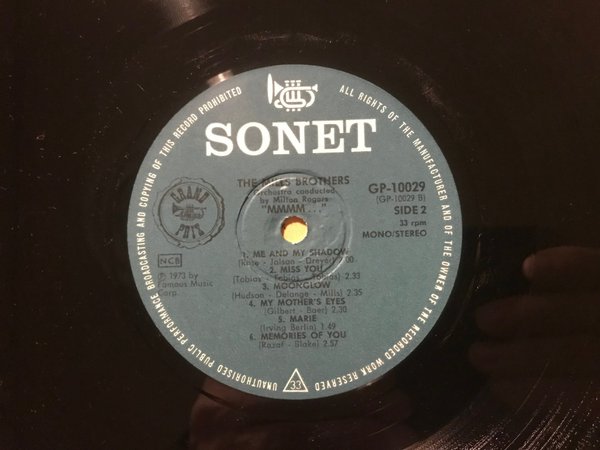 ALL RIGHTS OF THE MANUFACTURER AND OF THE OWNER OF THE RECORDED WORK RESERVED
UNAUTHORISED PUBLIC PERFORMANCE BROADCASTING AND COPYING OF THIS RECORD PROHIBITED
SONET
THE MILLS BROTHERS
Orchestra conducted
by Milton Rogers
"MMMM..."
GP-10029
(GP-10029 B)
SIDE 2
33 rpm
MONO/STEREO
GRAND
PRIX
NCB
℗ 1973 by
Famous Music
Corp.
1. ME AND MY SHADOW
(Rose - Jolson - Dreyer) 2.00
2. MISS YOU
(Tobias - Tobias - Tobias) 2.33
3. MOONGLOW
(Hudson - Delange - Mills) 2.35
4. MY MOTHER'S EYES
(Gilbert - Baer) 2.30
5. MARIE
(Irving Berlin) 1.49
6. MEMORIES OF YOU
(Razaf - Blake) 2.57
33